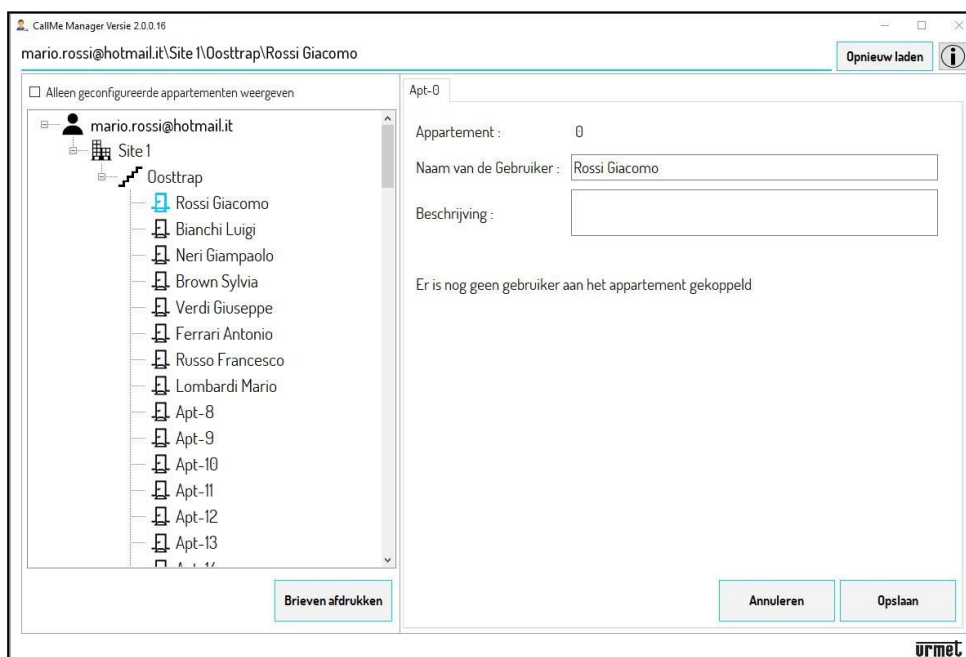 CallMe Manager Versie 2.0.0.16
mario.rossi@hotmail.it\Site 1\Oosttrap\Rossi Giacomo
Opnieuw laden
Alleen geconfigureerde appartementen weergeven
mario.rossi@hotmail.it
Site 1
Oosttrap
Rossi Giacomo
Bianchi Luigi
Neri Giampaolo
Brown Sylvia
Verdi Giuseppe
Ferrari Antonio
Russo Francesco
Lombardi Mario
Apt-8
Apt-9
Apt-10
Apt-11
Apt-12
Apt-13
Brieven afdrukken
Apt-0
Appartement : 0
Naam van de Gebruiker : Rossi Giacomo
Beschrijving :
Er is nog geen gebruiker aan het appartement gekoppeld
Annuleren
Opslaan
urmet